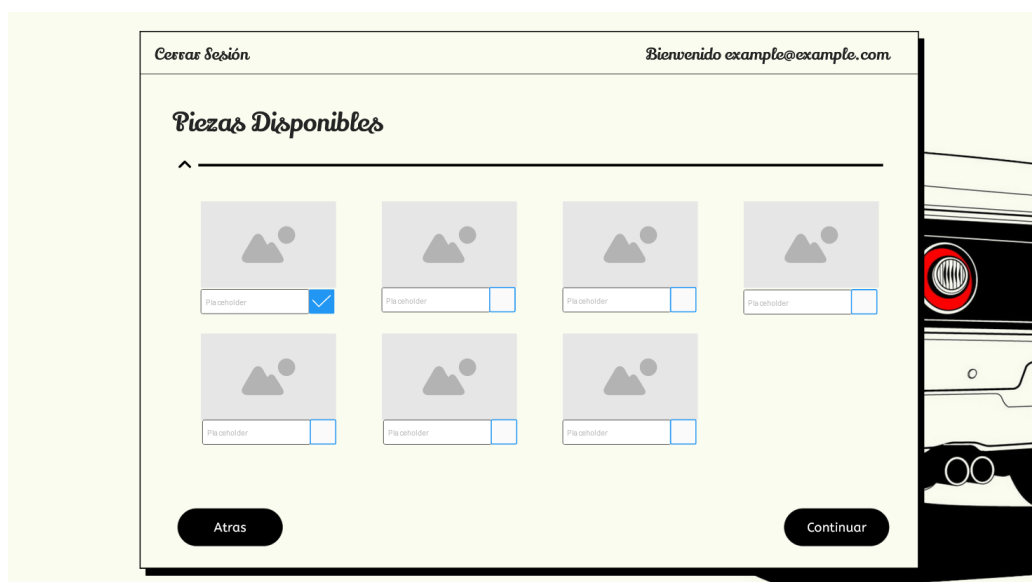 Cerrar Sesión
Bienvenido example@example.com
Piezas Disponibles
Placeholder
Placeholder
Placeholder
Placeholder
Placeholder
Placeholder
Placeholder
Atras
Continuar